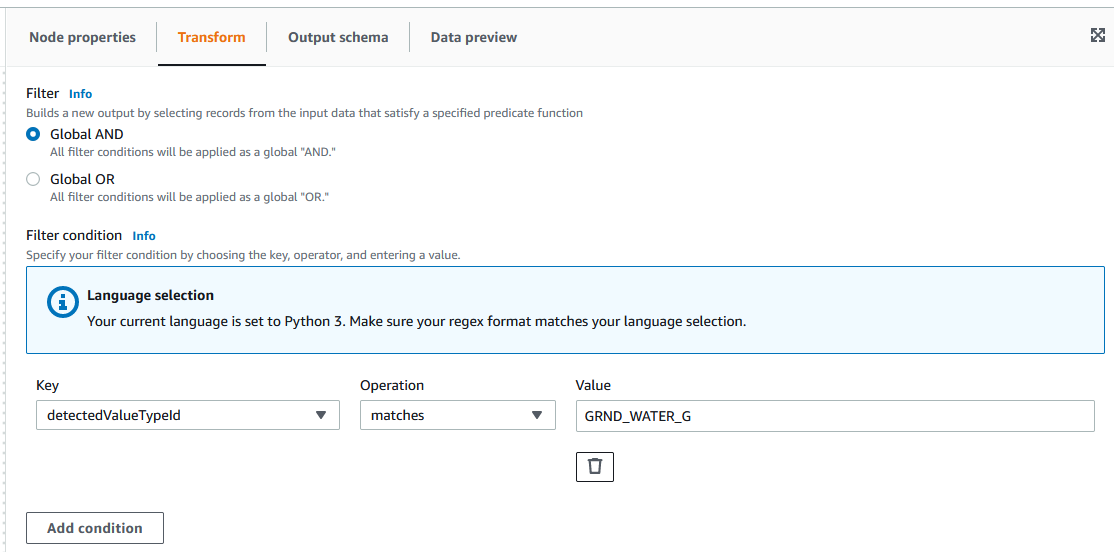 Node properties Transform Output schema Data preview
Filter Info
Builds a new output by selecting records from the input data that satisfy a specified predicate function
Global AND
All filter conditions will be applied as a global "AND."
Global OR
All filter conditions will be applied as a global "OR."
Filter condition Info
Specify your filter condition by choosing the key, operator, and entering a value.
Language selection
Your current language is set to Python 3. Make sure your regex format matches your language selection.
Key Operation Value
detectedValueTypeId matches GRND_WATER_G
Add condition